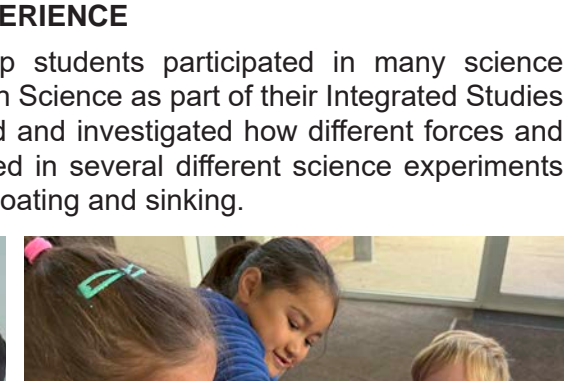 ERIENCE
p students participated in many science
n Science as part of their Integrated Studies
d and investigated how different forces and
ed in several different science experiments
oating and sinking.